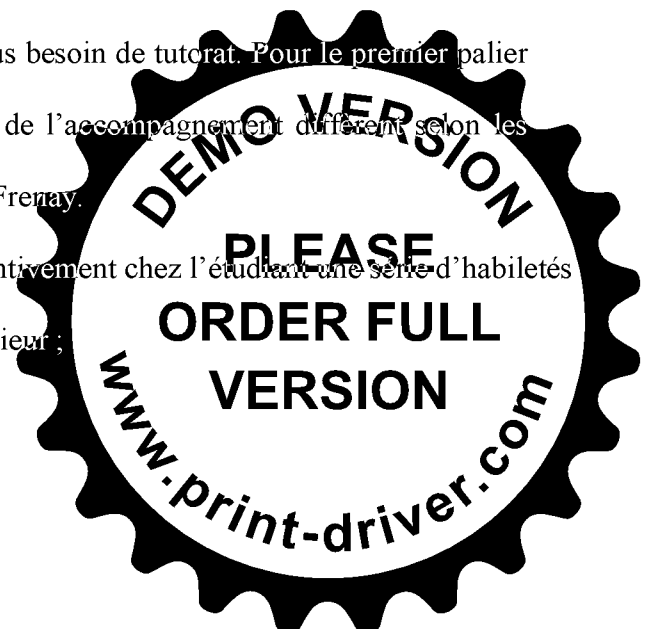 us besoin de tutorat. Pour le premier palier
de l'accompagnement diffèrent selon les
Frenay.
ntivement chez l'étudiant une série d'habiletés
ieur ;
DEMO VERSION
PLEASE
ORDER FULL
VERSION
www.print-driver.com